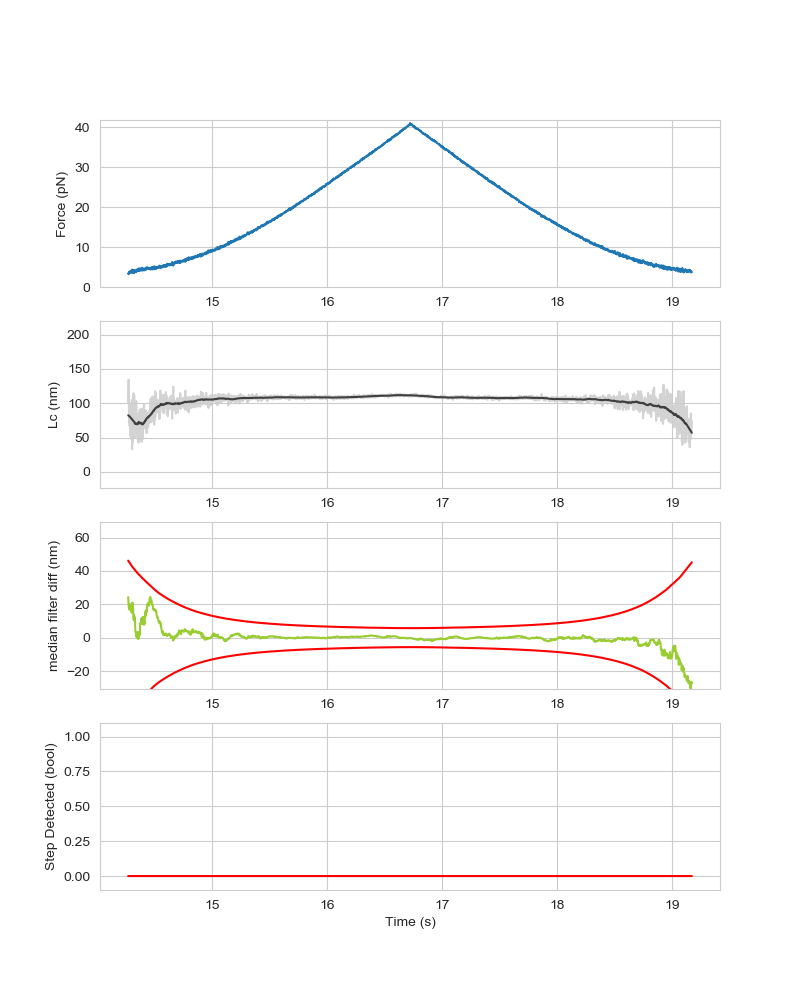 Force (pN)
40
30
20
10
0
15 16 17 18 19
Lc (nm)
200
150
100
50
0
15 16 17 18 19
median filter diff (nm)
60
40
20
0
−20
15 16 17 18 19
Step Detected (bool)
1.00
0.75
0.50
0.25
0.00
15 16 17 18 19
Time (s)